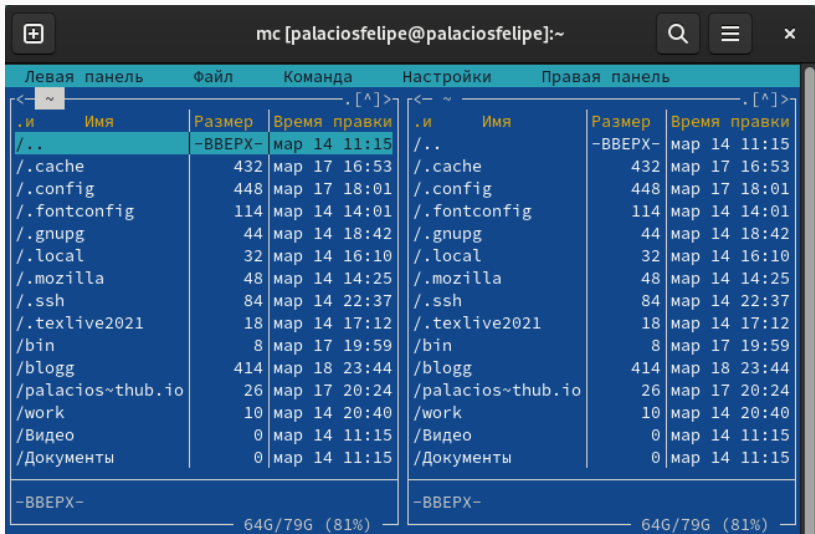 mc [palaciosfelipe@palaciosfelipe]:~
Левая панель Файл Команда Настройки Правая панель
<— ~ .[^]> <— ~ .[^]>
.и Имя Размер Время правки .и Имя Размер Время правки
/.. -ВВЕРХ- мар 14 11:15 /.. -ВВЕРХ- мар 14 11:15
/.cache 432 мар 17 16:53 /.cache 432 мар 17 16:53
/.config 448 мар 17 18:01 /.config 448 мар 17 18:01
/.fontconfig 114 мар 14 14:01 /.fontconfig 114 мар 14 14:01
/.gnupg 44 мар 14 18:42 /.gnupg 44 мар 14 18:42
/.local 32 мар 14 16:10 /.local 32 мар 14 16:10
/.mozilla 48 мар 14 14:25 /.mozilla 48 мар 14 14:25
/.ssh 84 мар 14 22:37 /.ssh 84 мар 14 22:37
/.texlive2021 18 мар 14 17:12 /.texlive2021 18 мар 14 17:12
/bin 8 мар 17 19:59 /bin 8 мар 17 19:59
/blogg 414 мар 18 23:44 /blogg 414 мар 18 23:44
/palacios~thub.io 26 мар 17 20:24 /palacios~thub.io 26 мар 17 20:24
/work 10 мар 14 20:40 /work 10 мар 14 20:40
/Видео 0 мар 14 11:15 /Видео 0 мар 14 11:15
/Документы 0 мар 14 11:15 /Документы 0 мар 14 11:15
-ВВЕРХ- -ВВЕРХ-
64G/79G (81%) 64G/79G (81%)